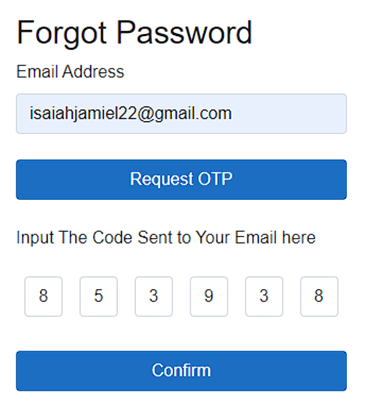 Forgot Password
Email Address
isaiahjamiel22@gmail.com
Request OTP
Input The Code Sent to Your Email here
8 5 3 9 3 8
Confirm